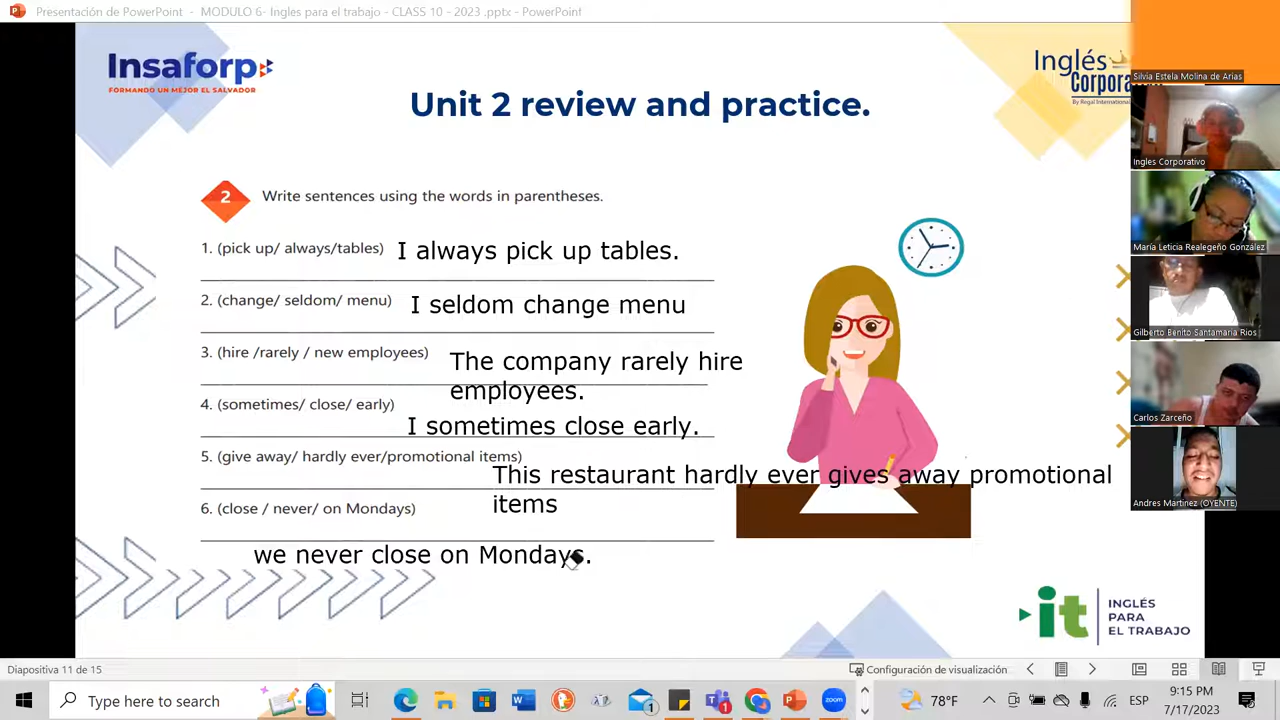 Presentación de PowerPoint - MODULO 6- Ingles para el trabajo - CLASS 10 - 2023 .pptx - PowerPoint
Insaforp
FORMANDO UN MEJOR EL SALVADOR
Inglés
Corpora
By Regal International
Unit 2 review and practice.
2 Write sentences using the words in parentheses.
1. (pick up/ always/tables) I always pick up tables.
2. (change/ seldom/ menu) I seldom change menu
3. (hire /rarely / new employees) The company rarely hire
employees.
4. (sometimes/ close/ early)
I sometimes close early.
5. (give away/ hardly ever/promotional items)
This restaurant hardly ever gives away promotional
items
6. (close / never/ on Mondays)
we never close on Mondays.
it
INGLÉS
PARA
EL TRABAJO
Silvia Estela Molina de Arias
Ingles Corporativo
María Leticia Realegeño González
Gilberto Benito Santamaria Rios
Carlos Zarceño
Andres Martinez (OYENTE)
Diapositiva 11 de 15
Configuración de visualización
Type here to search
1
1
zoom
78°F
ESP
9:15 PM
7/17/2023